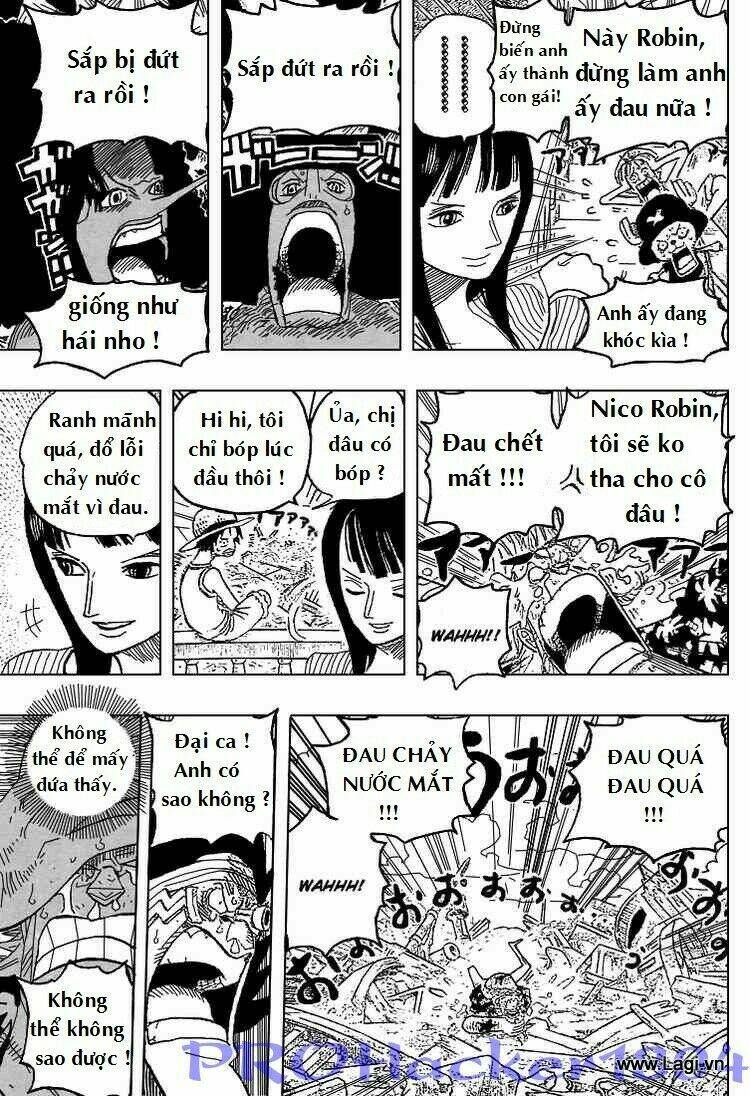 Này Robin,
đừng làm anh
ấy đau nữa !
Đừng
biến anh
ấy thành
con gái!
!!!!!!!!
Anh ấy đang
khóc kìa !
Sắp đứt ra rồi !
Sắp bị đứt
ra rồi !
giống như
hái nho !
Nico Robin,
tôi sẽ ko
tha cho cô
đâu !
Đau chết
mất !!!
WAHHH!!
Ủa, chị
đâu có
bóp ?
Hi hi, tôi
chỉ bóp lúc
đầu thôi !
Ranh mãnh
quá, đổ lỗi
chảy nước
mắt vì đau.
ĐAU QUÁ
ĐAU QUÁ
!!!
ĐAU CHẢY
NƯỚC MẮT
!!!
WAHHH!
Đại ca !
Anh có
sao không ?
Không
thể để mấy
đứa thấy.
Không
thể không
sao được !
PROHacker1994
www.Lagi.vn